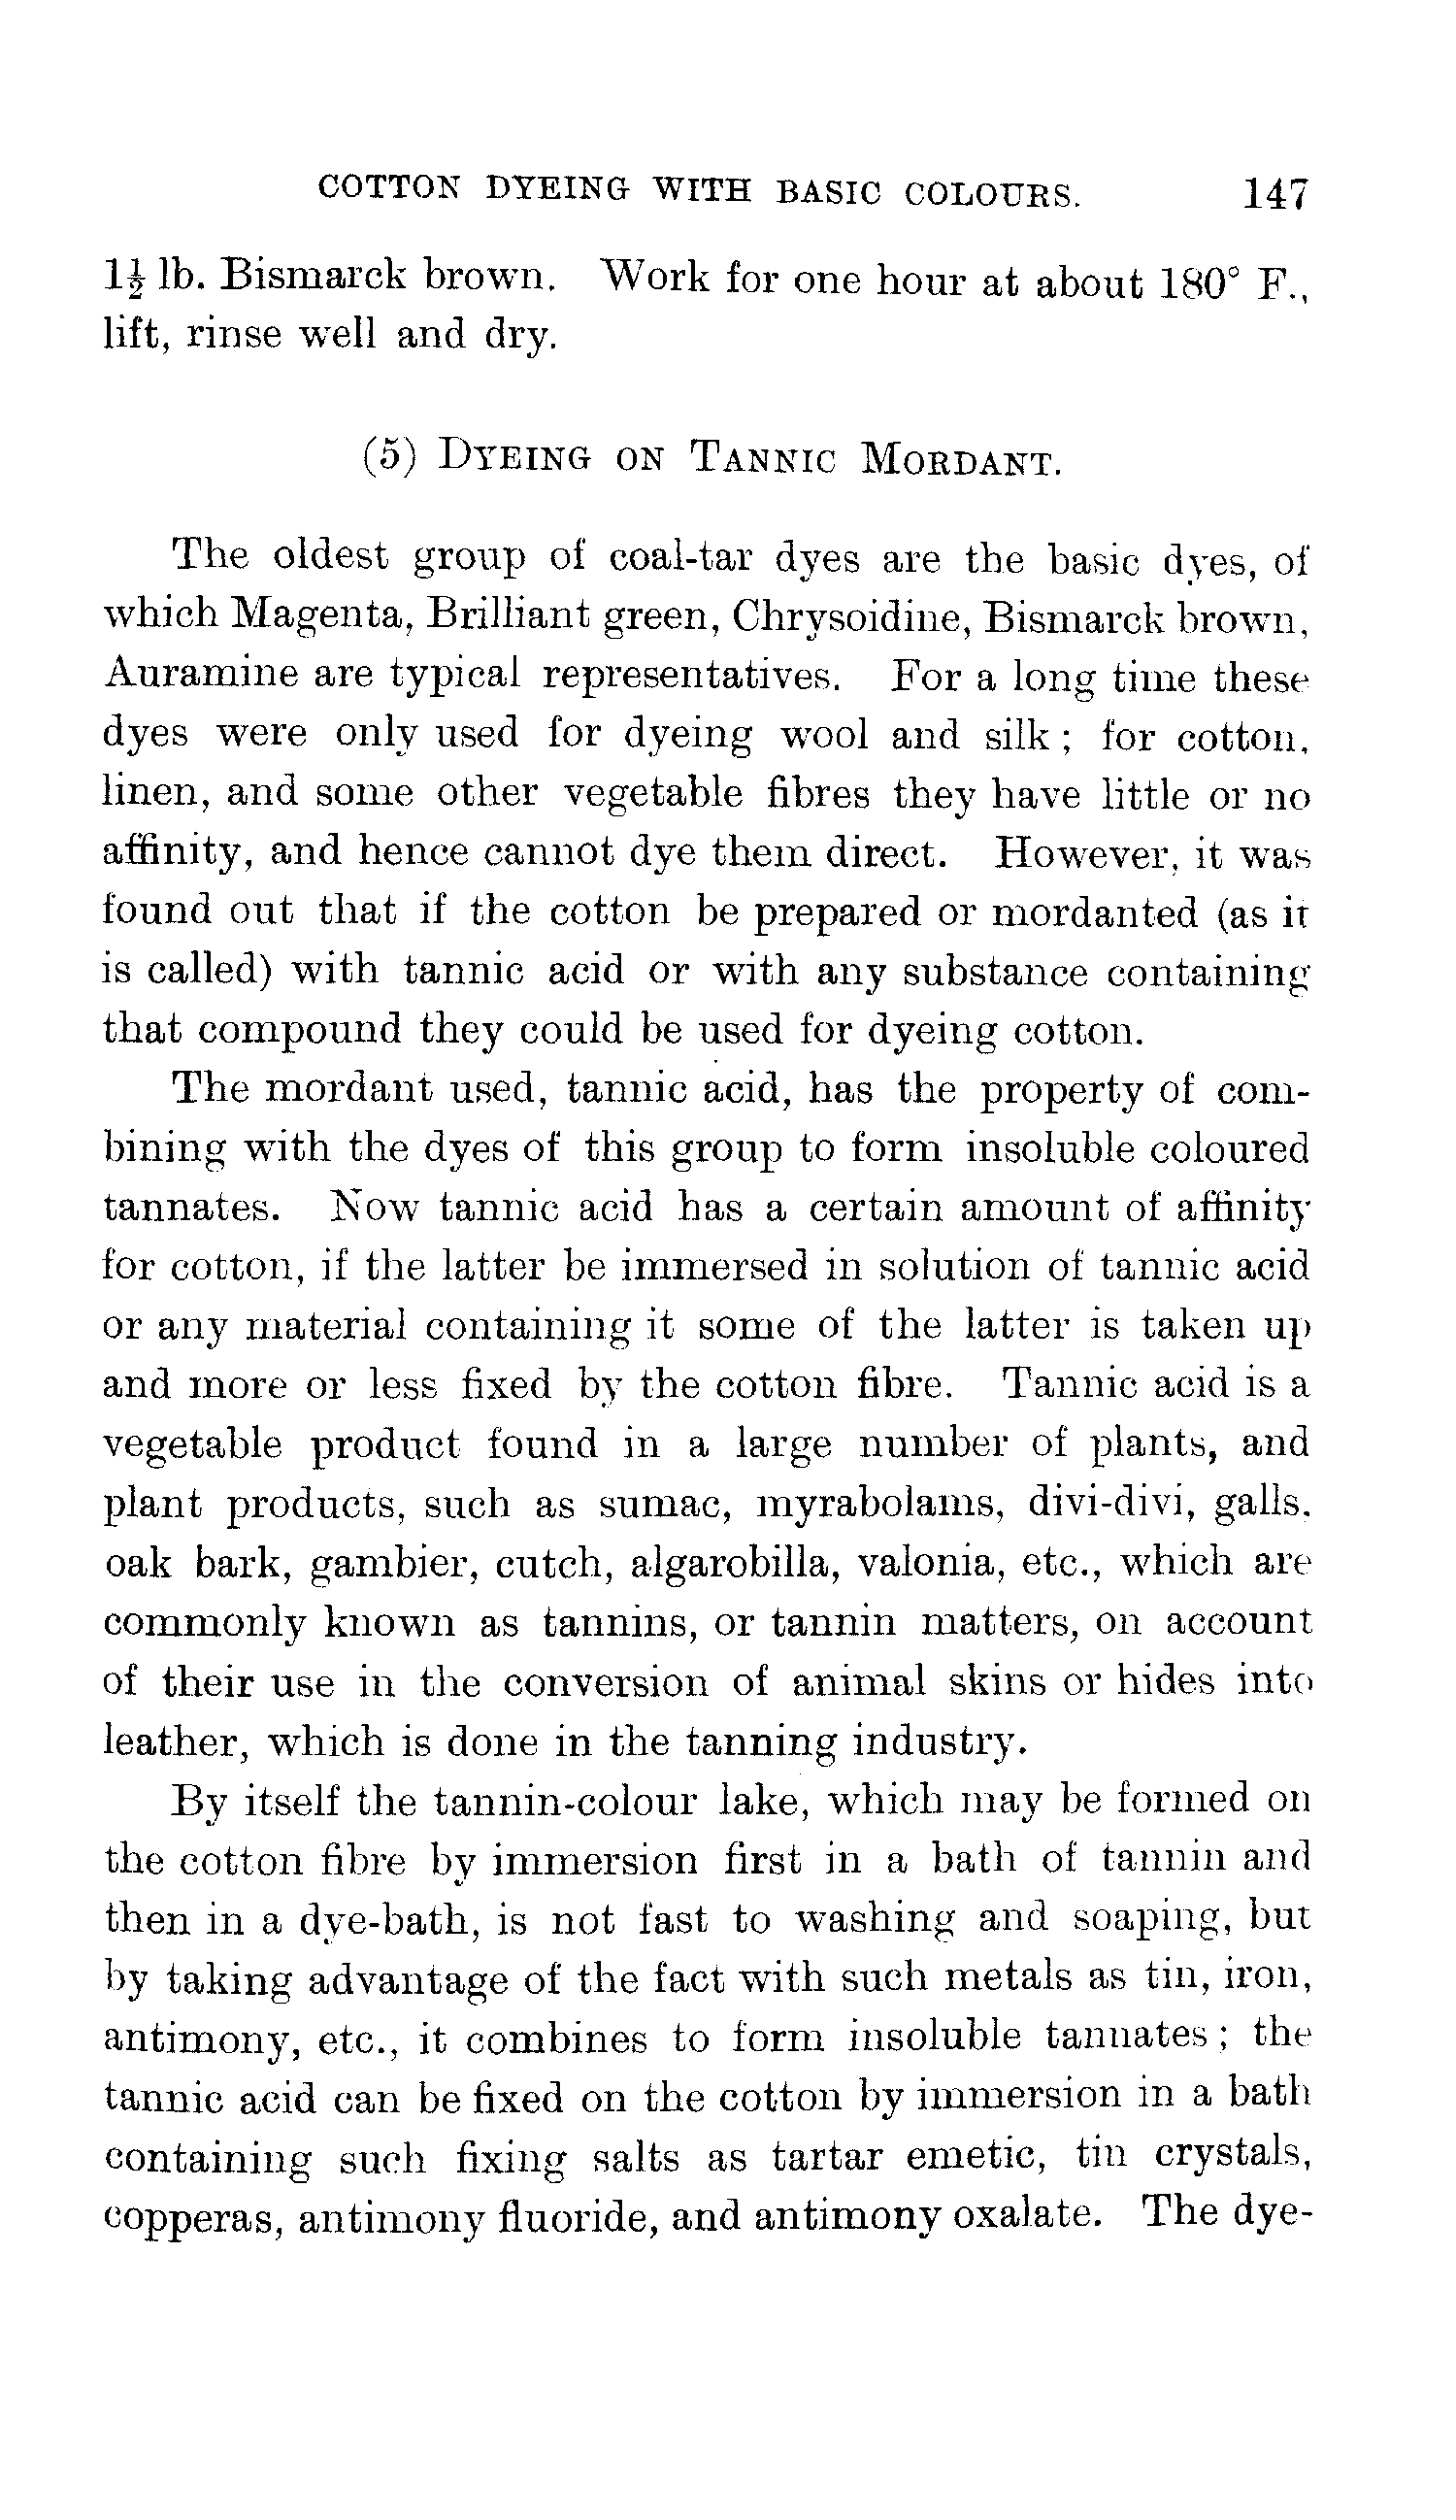 COTTON DYEING WITH BASIC COLOURS. 147
1½ lb. Bismarck brown. Work for one hour at about 180° F.,
lift, rinse well and dry.
(5) DYEING ON TANNIC MORDANT.
The oldest group of coal-tar dyes are the basic dyes, of
which Magenta, Brilliant green, Chrysoidine, Bismarck brown,
Auramine are typical representatives. For a long time these
dyes were only used for dyeing wool and silk; for cotton,
linen, and some other vegetable fibres they have little or no
affinity, and hence cannot dye them direct. However, it was
found out that if the cotton be prepared or mordanted (as it
is called) with tannic acid or with any substance containing
that compound they could be used for dyeing cotton.
The mordant used, tannic acid, has the property of com-
bining with the dyes of this group to form insoluble coloured
tannates. Now tannic acid has a certain amount of affinity
for cotton, if the latter be immersed in solution of tannic acid
or any material containing it some of the latter is taken up
and more or less fixed by the cotton fibre. Tannic acid is a
vegetable product found in a large number of plants, and
plant products, such as sumac, myrabolams, divi-divi, galls,
oak bark, gambier, cutch, algarobilla, valonia, etc., which are
commonly known as tannins, or tannin matters, on account
of their use in the conversion of animal skins or hides into
leather, which is done in the tanning industry.
By itself the tannin-colour lake, which may be formed on
the cotton fibre by immersion first in a bath of tannin and
then in a dye-bath, is not fast to washing and soaping, but
by taking advantage of the fact with such metals as tin, iron,
antimony, etc., it combines to form insoluble tannates; the
tannic acid can be fixed on the cotton by immersion in a bath
containing such fixing salts as tartar emetic, tin crystals,
copperas, antimony fluoride, and antimony oxalate. The dye-